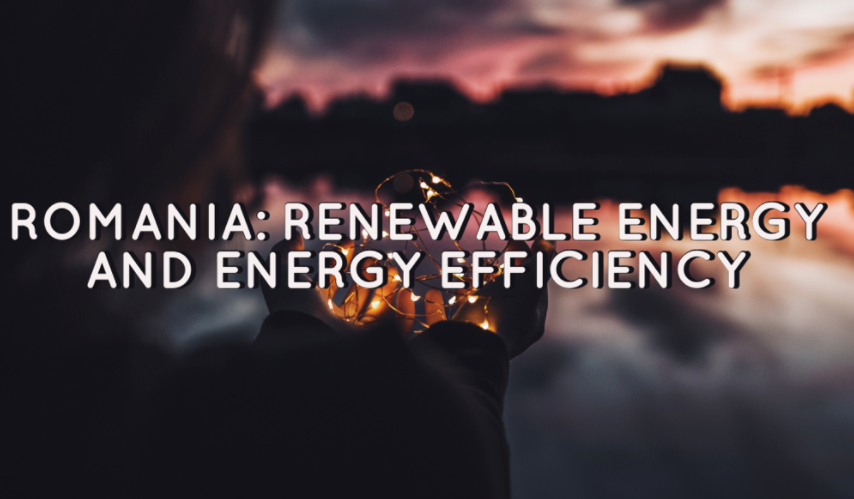 ROMANIA: RENEWABLE ENERGY
AND ENERGY EFFICIENCY